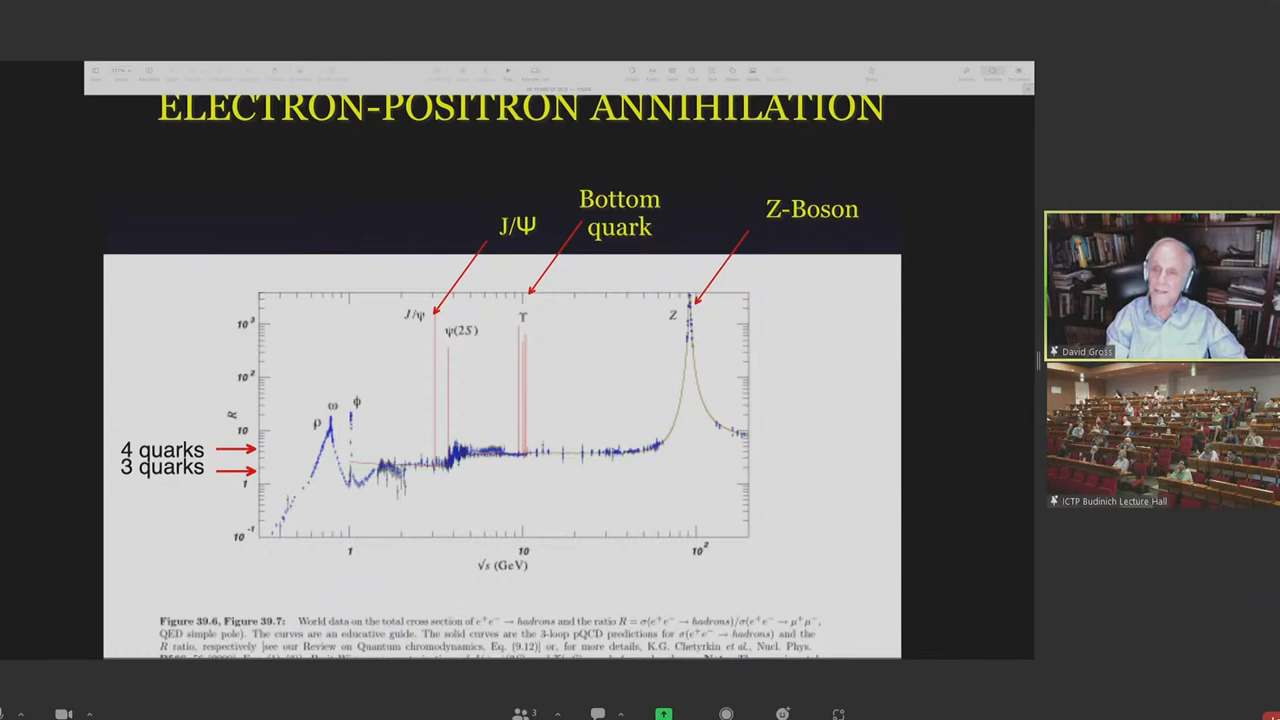 ELECTRON-POSITRON ANNIHILATION
J/Ψ
Bottom
quark
Z-Boson
J/ψ
ψ(2S)
ϒ
Z
10³
10²
R
ρ
ω
ϕ
10
1
10⁻¹
4 quarks
3 quarks
1
10
10²
√s (GeV)
Figure 39.6, Figure 39.7: World data on the total cross section of e⁺e⁻ → hadrons and the ratio R = σ(e⁺e⁻ → hadrons)/σ(e⁺e⁻ → μ⁺μ⁻,
QED simple pole). The curves are an educative guide. The solid curves are the 3-loop pQCD predictions for σ(e⁺e⁻ → hadrons) and the
R ratio, respectively [see our Review on Quantum chromodynamics, Eq. (9.12)] or, for more details, K.G. Chetyrkin et al., Nucl. Phys.
David Gross
ICTP Budinich Lecture Hall
3